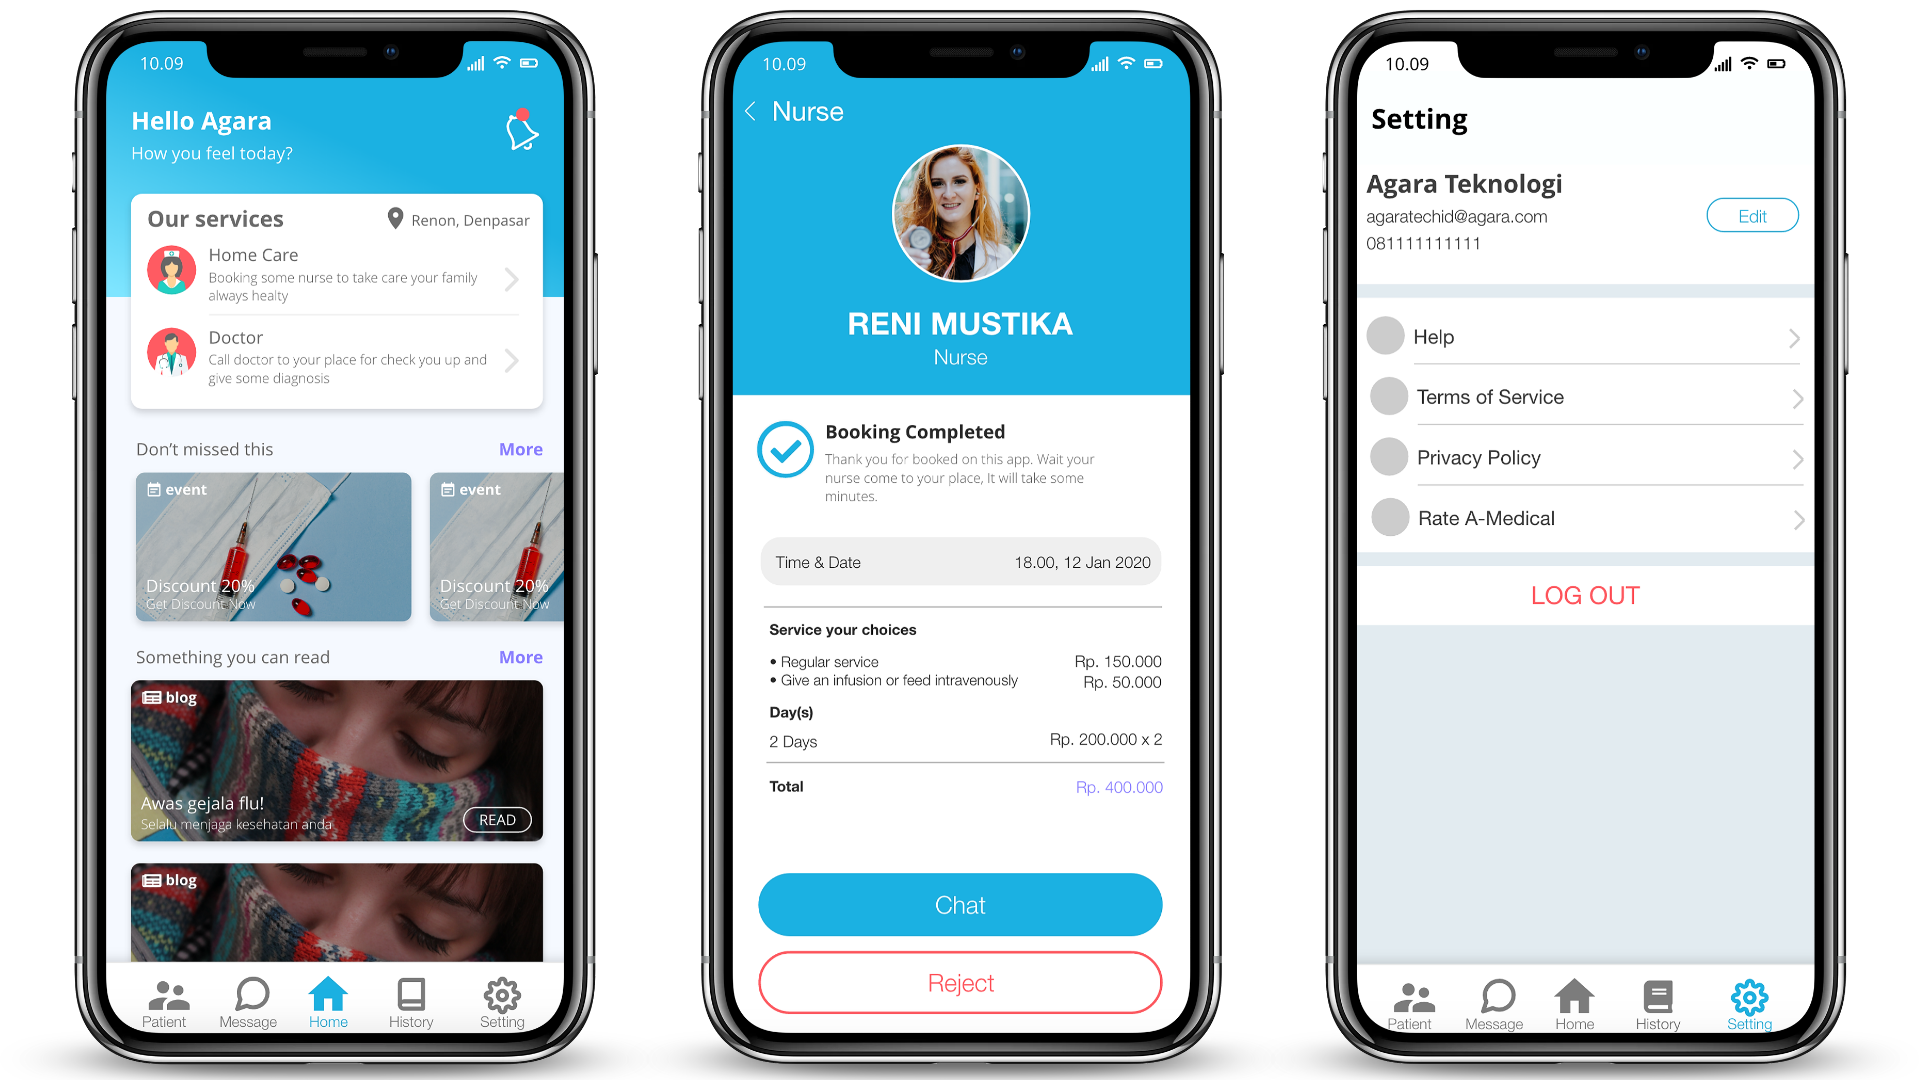 10.09
Hello Agara
How you feel today?
Our services
Renon, Denpasar
Home Care
Booking some nurse to take care your family
always healty
Doctor
Call doctor to your place for check you up and
give some diagnosis
Don't missed this
More
event
Discount 20%
Get Discount Now
event
Discount 20%
Get Discount Now
Something you can read
More
blog
Awas gejala flu!
Selalu menjaga kesehatan anda
READ
blog
Patient
Message
Home
History
Setting
10.09
Nurse
RENI MUSTIKA
Nurse
Booking Completed
Thank you for booked on this app. Wait your
nurse come to your place, It will take some
minutes.
Time & Date
18.00, 12 Jan 2020
Service your choices
• Regular service
Rp. 150.000
• Give an infusion or feed intravenously
Rp. 50.000
Day(s)
2 Days
Rp. 200.000 x 2
Total
Rp. 400.000
Chat
Reject
10.09
Setting
Agara Teknologi
agaratechid@agara.com
081111111111
Edit
Help
Terms of Service
Privacy Policy
Rate A-Medical
LOG OUT
Patient
Message
Home
History
Setting